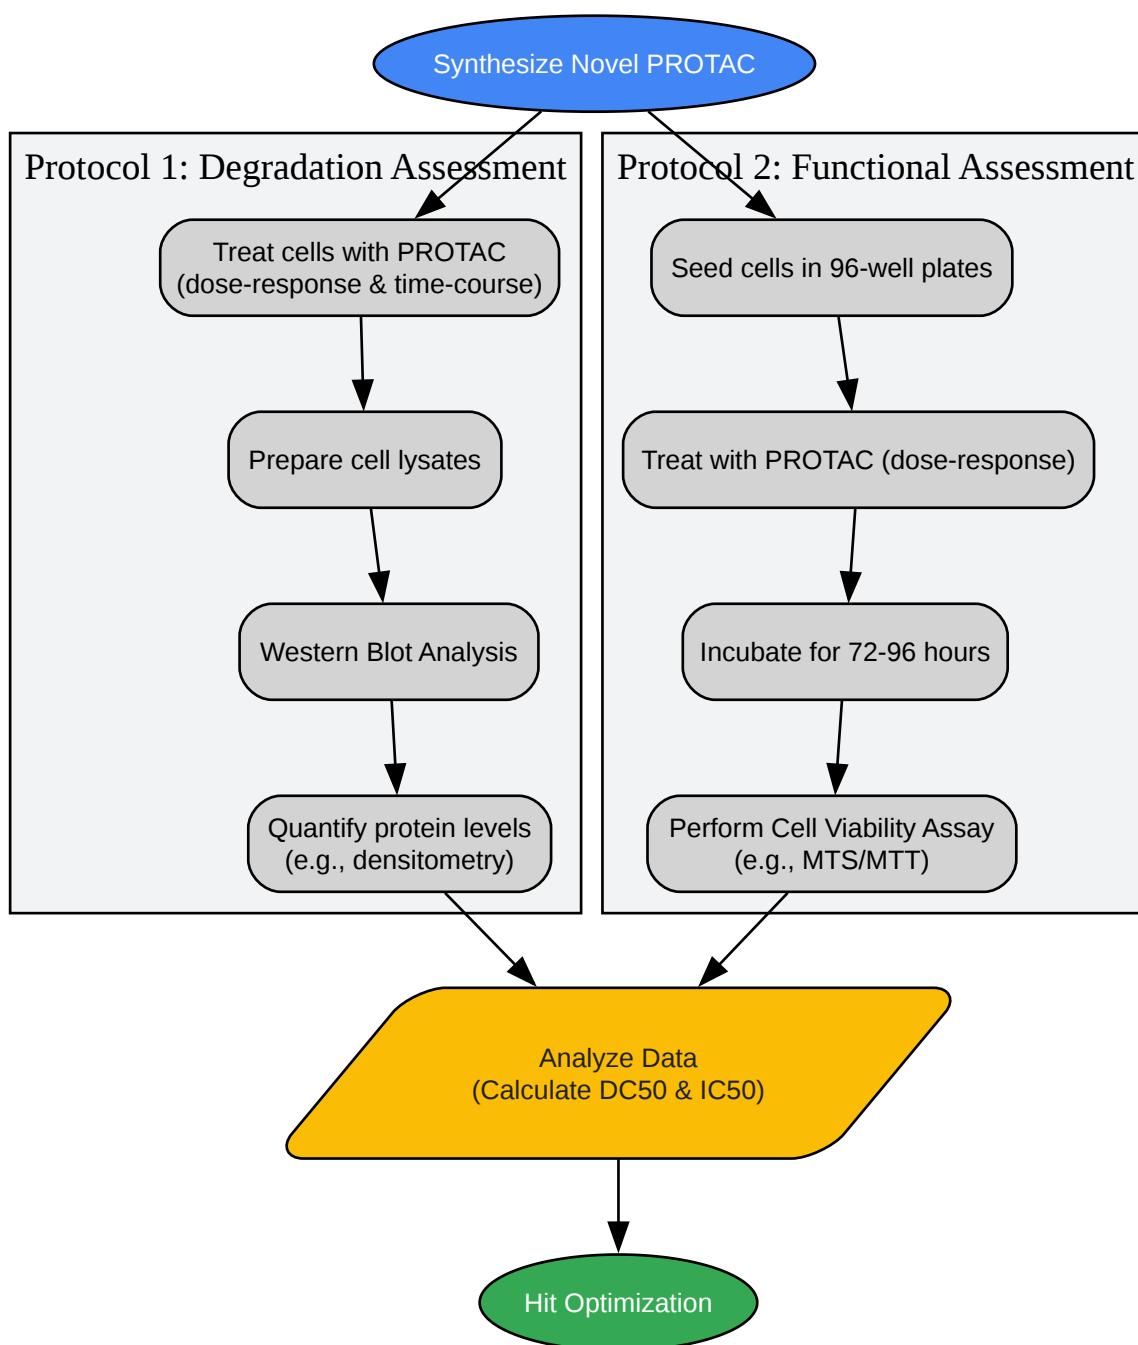 Synthesize Novel PROTAC
Protocol 1: Degradation Assessment
Treat cells with PROTAC
(dose-response & time-course)
Prepare cell lysates
Western Blot Analysis
Quantify protein levels
(e.g., densitometry)
Protocol 2: Functional Assessment
Seed cells in 96-well plates
Treat with PROTAC (dose-response)
Incubate for 72-96 hours
Perform Cell Viability Assay
(e.g., MTS/MTT)
Analyze Data
(Calculate DC50 & IC50)
Hit Optimization